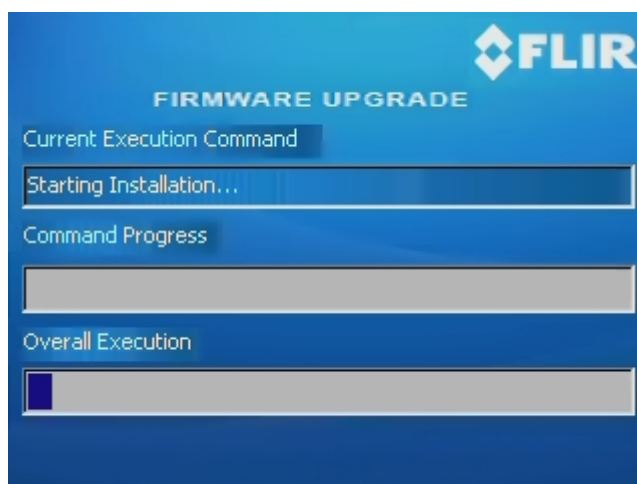 FLIR
FIRMWARE UPGRADE
Current Execution Command
Starting Installation...
Command Progress
Overall Execution